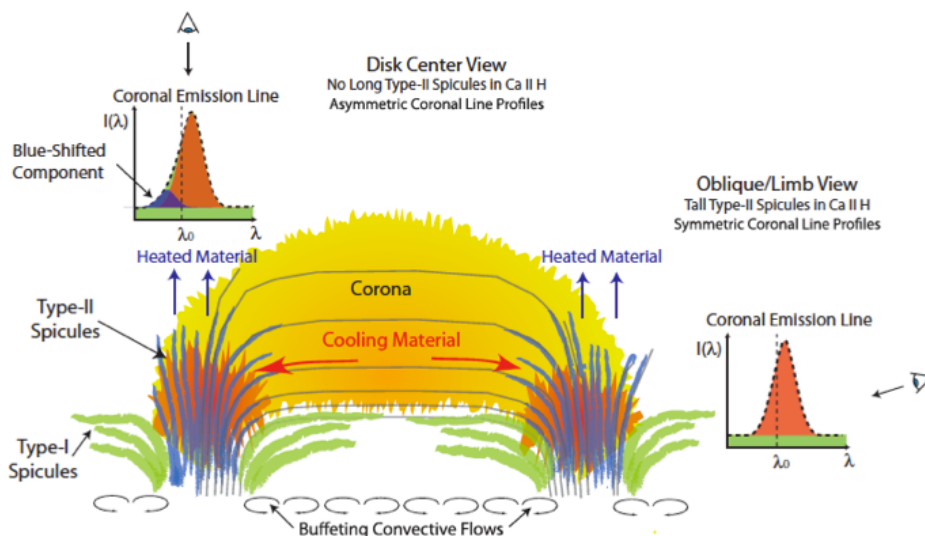 Disk Center View
No Long Type-II Spicules in Ca II H
Asymmetric Coronal Line Profiles
Coronal Emission Line
I(λ)
Blue-Shifted
Component
λ0
λ
Oblique/Limb View
Tall Type-II Spicules in Ca II H
Symmetric Coronal Line Profiles
Heated Material
Heated Material
Corona
Type-II
Spicules
Cooling Material
Coronal Emission Line
I(λ)
λ0
λ
Type-I
Spicules
Buffeting Convective Flows